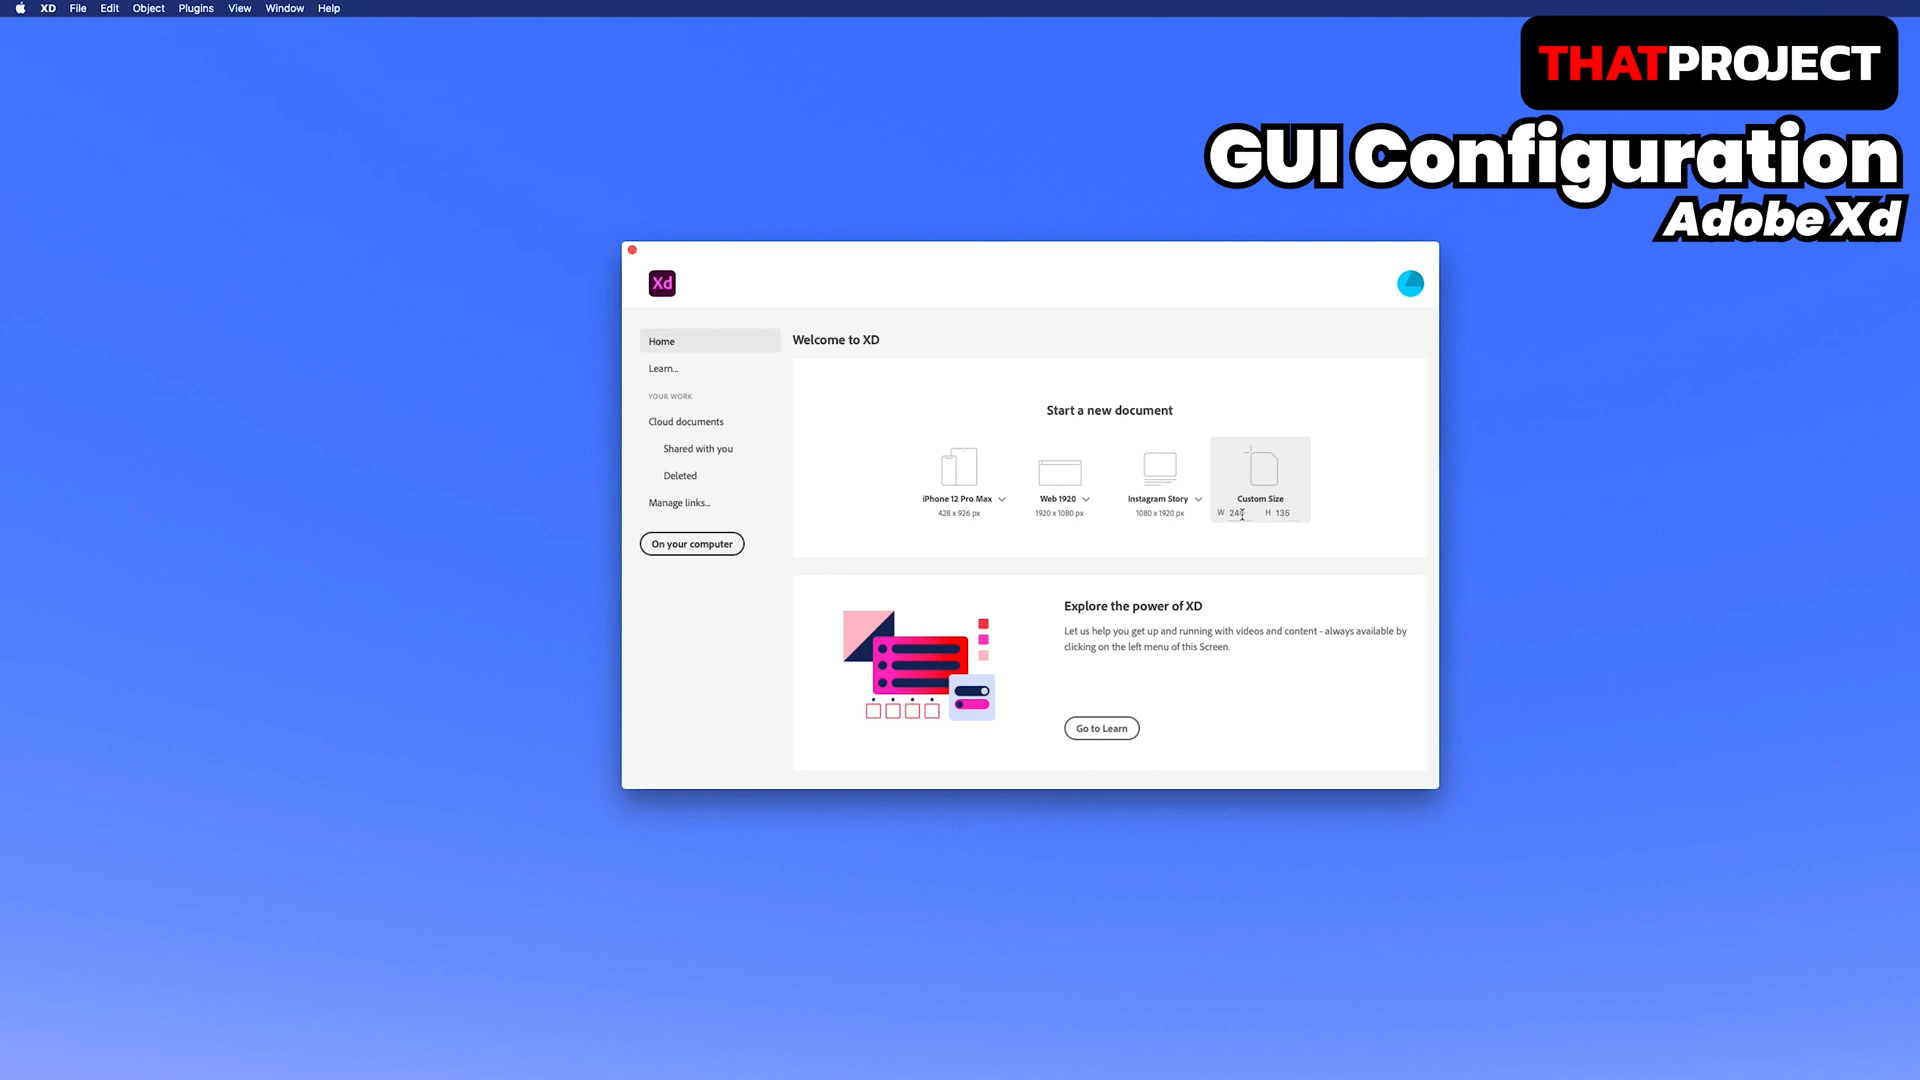 XD File Edit Object Plugins View Window Help
THATPROJECT
GUI Configuration
Adobe Xd
Xd
Home
Learn...
YOUR WORK
Cloud documents
Shared with you
Deleted
Manage links...
On your computer
Welcome to XD
Start a new document
iPhone 12 Pro Max
428 x 926 px
Web 1920
1920 x 1080 px
Instagram Story
1080 x 1920 px
Custom Size
W 240 H 135
Explore the power of XD
Let us help you get up and running with videos and content - always available by
clicking on the left menu of this Screen.
Go to Learn